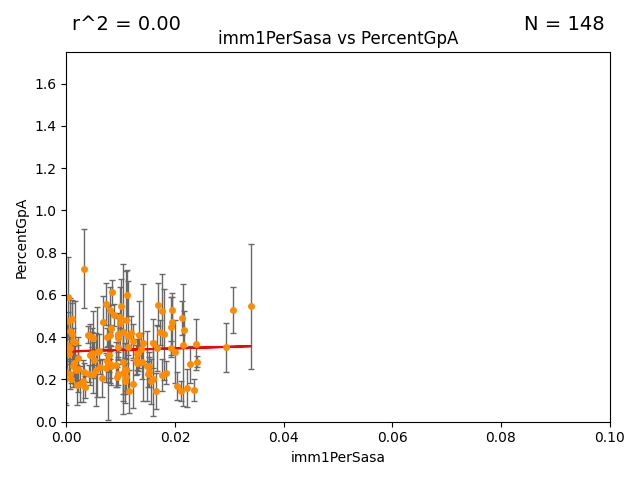 r^2 = 0.00
N = 148
imm1PerSasa vs PercentGpA
PercentGpA
1.6
1.4
1.2
1.0
0.8
0.6
0.4
0.2
0.0
0.00 0.02 0.04 0.06 0.08 0.10
imm1PerSasa